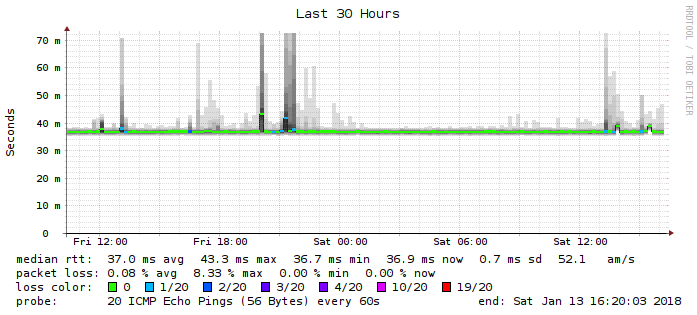 Last 30 Hours
RRDTOOL / TOBI OETIKER
Seconds
70 m
60 m
50 m
40 m
30 m
20 m
10 m
0
Fri 12:00 Fri 18:00 Sat 00:00 Sat 06:00 Sat 12:00
median rtt: 37.0 ms avg 43.3 ms max 36.7 ms min 36.9 ms now 0.7 ms sd 52.1 am/s
packet loss: 0.08 % avg 8.33 % max 0.00 % min 0.00 % now
loss color: 0 1/20 2/20 3/20 4/20 10/20 19/20
probe: 20 ICMP Echo Pings (56 Bytes) every 60s end: Sat Jan 13 16:20:03 2018